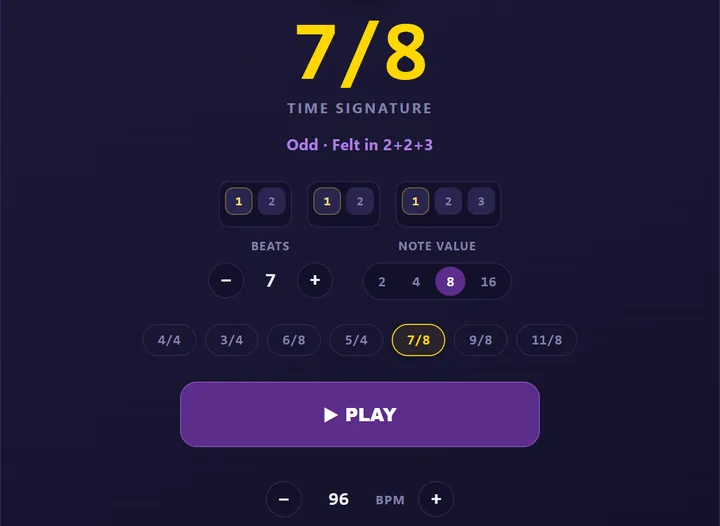 7/8
TIME SIGNATURE
Odd · Felt in 2+2+3
1 2 1 2 1 2 3
BEATS NOTE VALUE
− 7 + 2 4 8 16
4/4 3/4 6/8 5/4 7/8 9/8 11/8
▶ PLAY
− 96 BPM +